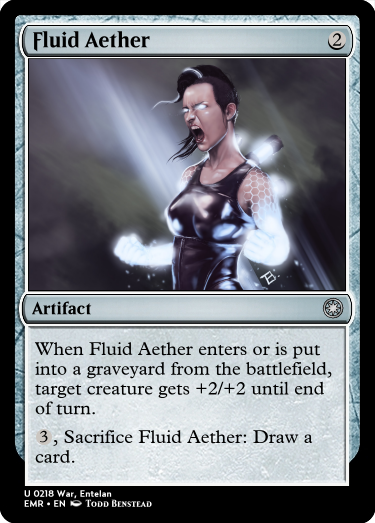 Fluid Aether 2
TB
Artifact
When Fluid Aether enters or is put
into a graveyard from the battlefield,
target creature gets +2/+2 until end
of turn.
3, Sacrifice Fluid Aether: Draw a
card.
U 0218 War, Entelan
EMR • EN Todd Benstead